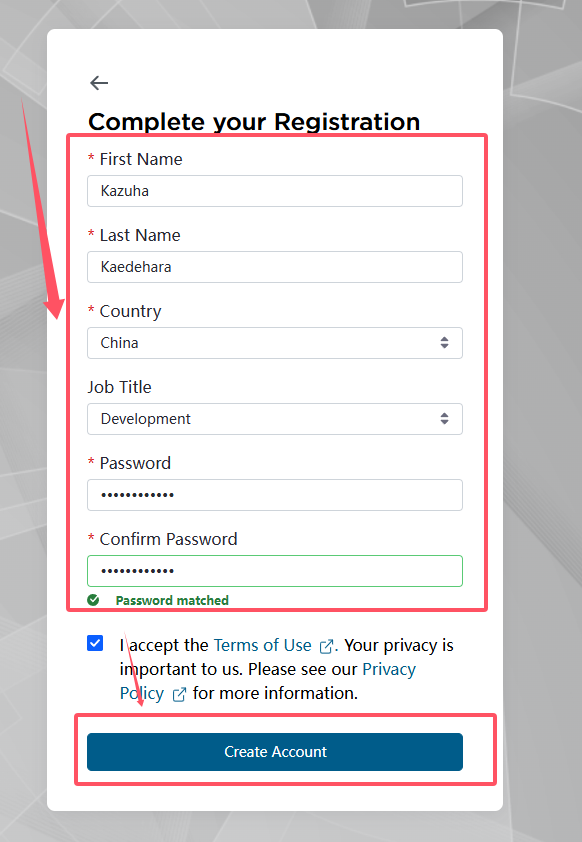 Complete your Registration
* First Name
Kazuha
* Last Name
Kaedehara
* Country
China
Job Title
Development
* Password
••••••••••••
* Confirm Password
••••••••••••
Password matched
I accept the Terms of Use . Your privacy is
important to us. Please see our Privacy
Policy for more information.
Create Account